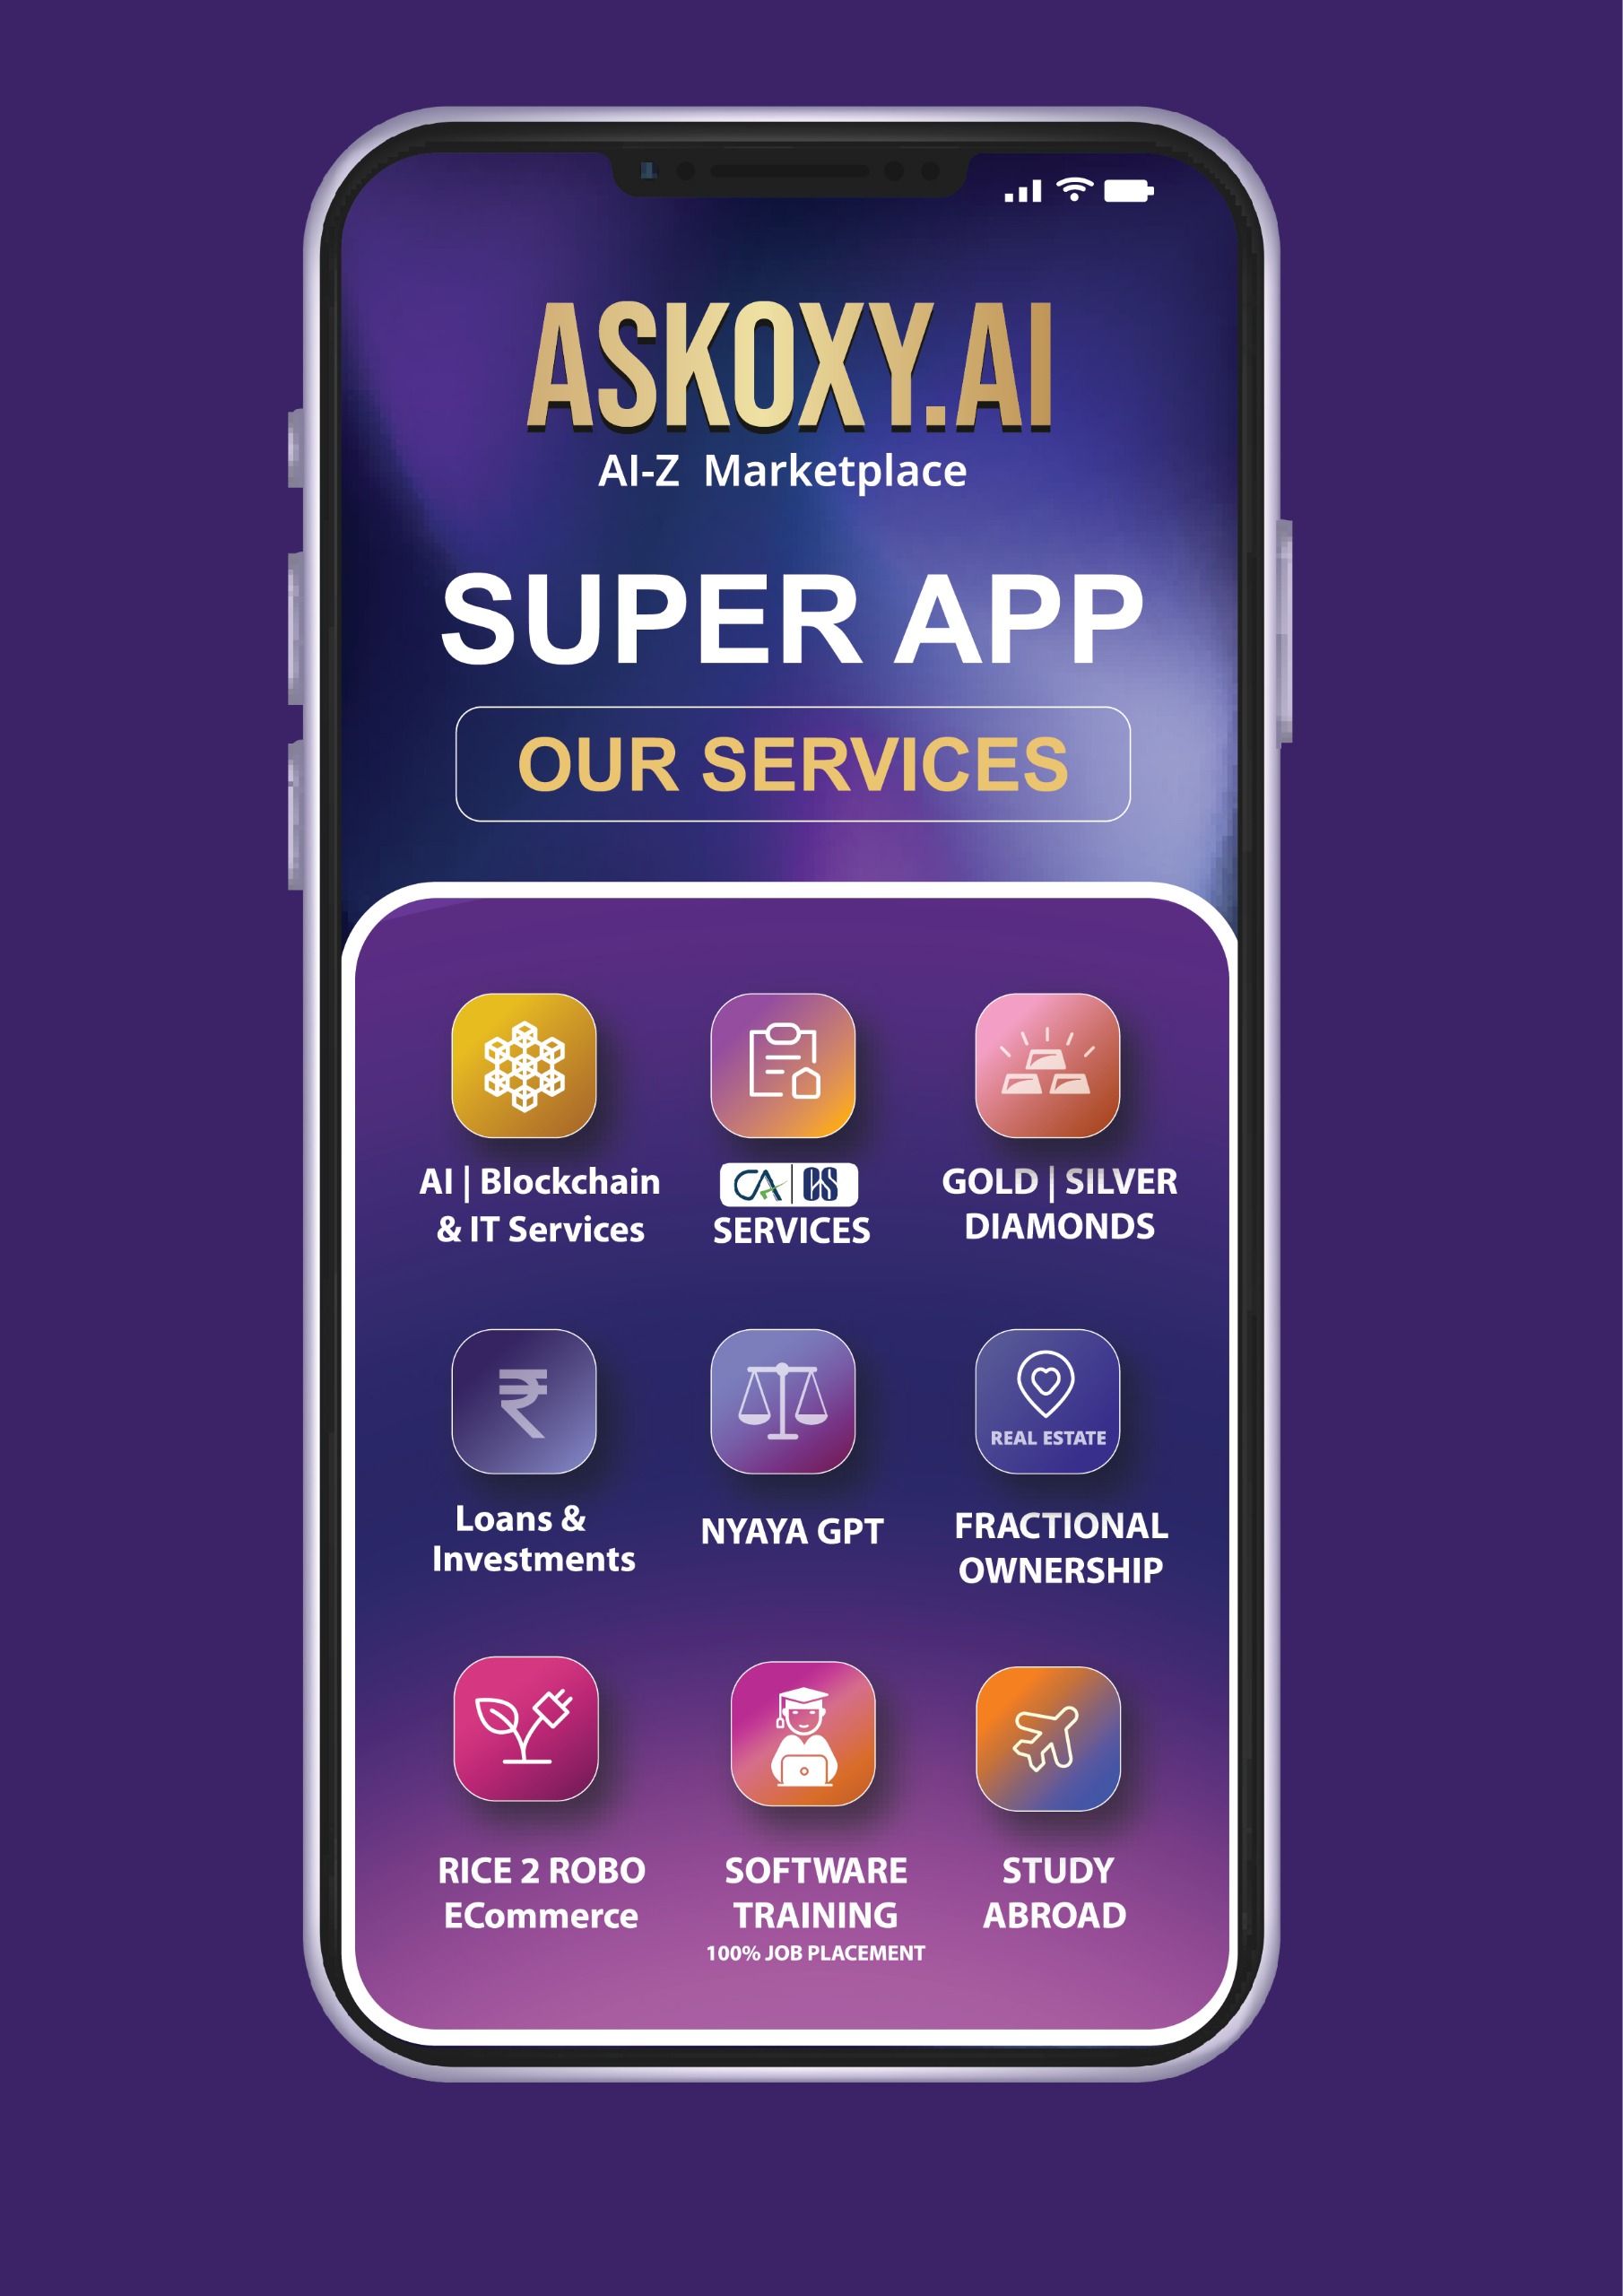 ASKOXY.AI
AI-Z Marketplace
SUPER APP
OUR SERVICES
AI | Blockchain
& IT Services
CA | CS
SERVICES
GOLD | SILVER
DIAMONDS
₹
Loans &
Investments
NYAYA GPT
REAL ESTATE
FRACTIONAL
OWNERSHIP
RICE 2 ROBO
ECommerce
SOFTWARE
TRAINING
100% JOB PLACEMENT
STUDY
ABROAD